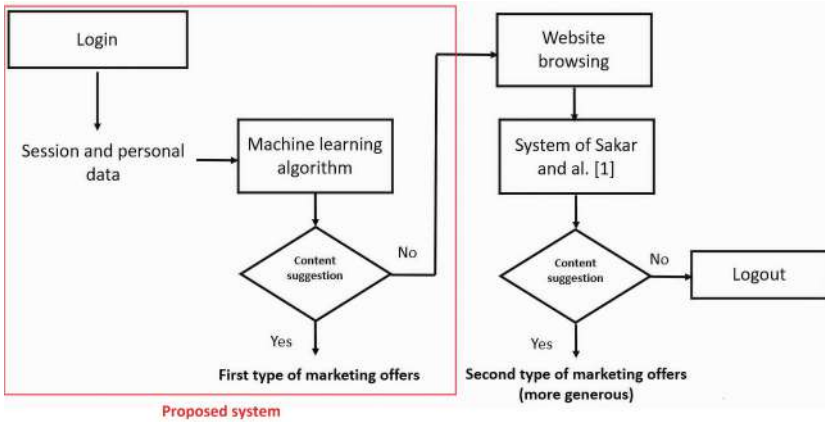 Login
Session and personal
data
Machine learning
algorithm
Content
suggestion
No
Yes
First type of marketing offers
Proposed system
Website
browsing
System of Sakar
and al. [1]
Content
suggestion
No
Logout
Yes
Second type of marketing offers
(more generous)